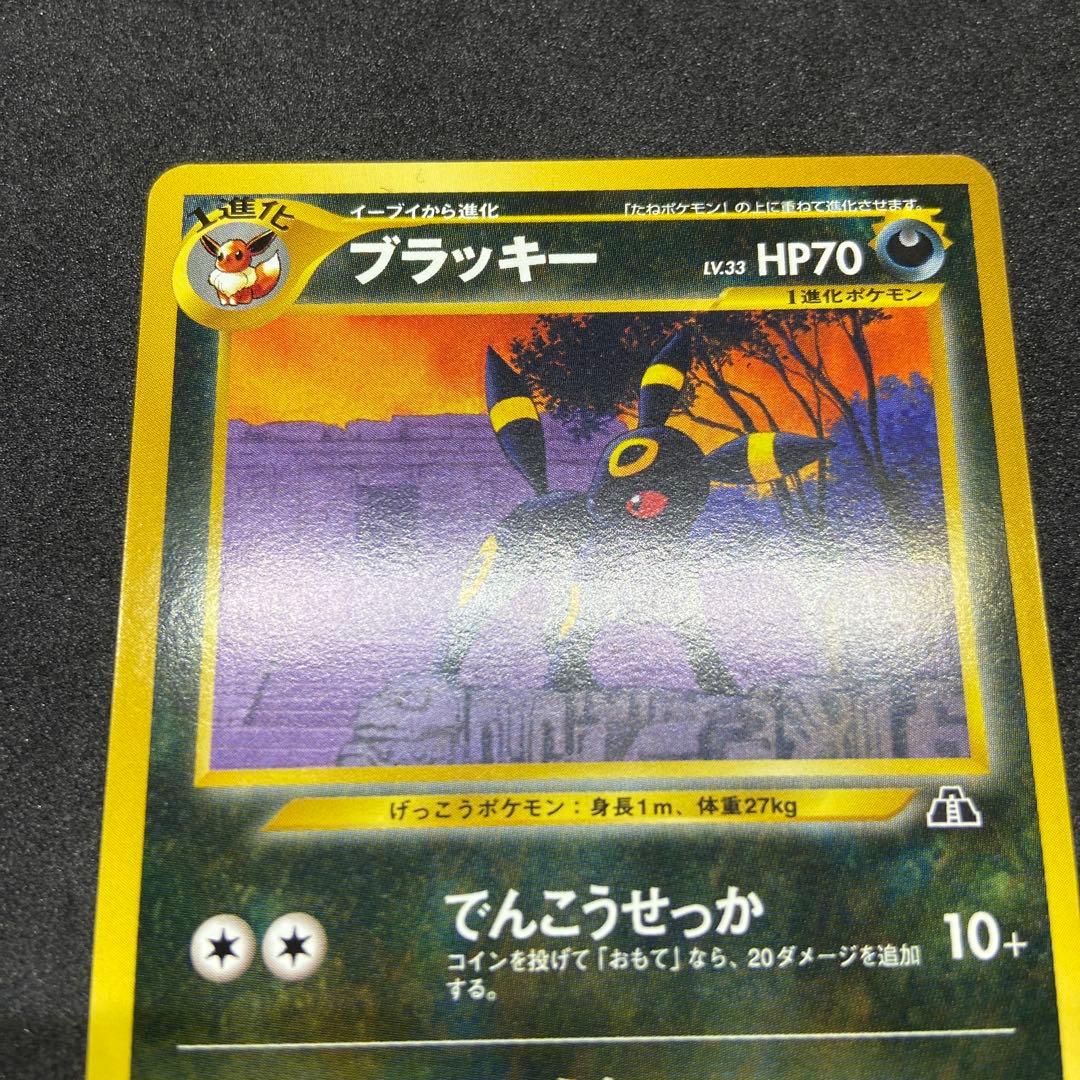 1進化
イーブイから進化
「たねポケモン」の上に重ねて進化させます。
ブラッキー
LV.33 HP70
1進化ポケモン
げっこうポケモン：身長1m、体重27kg
でんこうせっか
10+
コインを投げて「おもて」なら、20ダメージを追加
する。